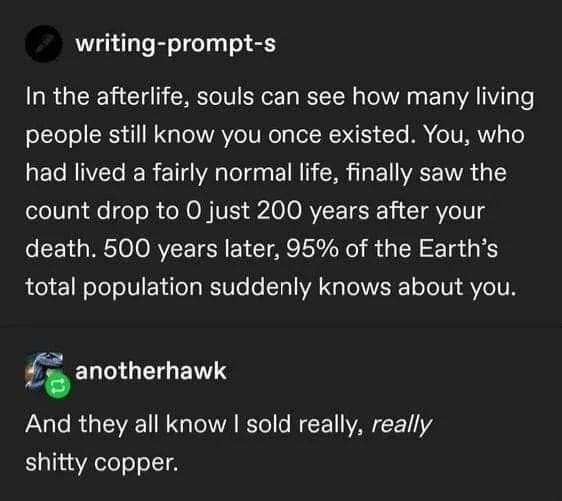 writing-prompt-s
In the afterlife, souls can see how many living
people still know you once existed. You, who
had lived a fairly normal life, finally saw the
count drop to 0 just 200 years after your
death. 500 years later, 95% of the Earth's
total population suddenly knows about you.
anotherhawk
And they all know I sold really, really
shitty copper.